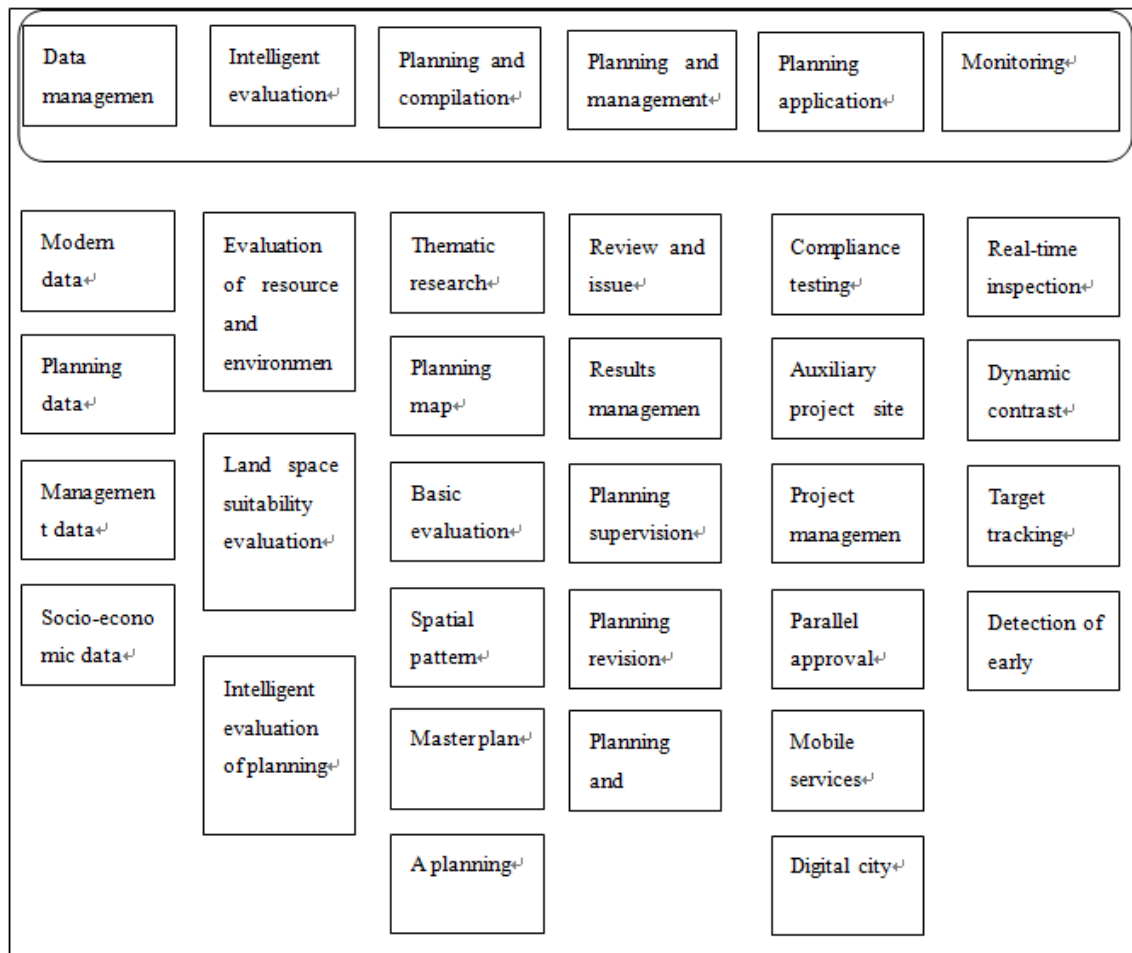 Data
managemen
Intelligent
evaluation
Planning and
compilation
Planning and
management
Planning
application
Monitoring
Modern
data
Planning
data
Managemen
t data
Socio-econo
mic data
Evaluation
of resource
and
environmen
Land space
suitability
evaluation
Intelligent
evaluation
of planning
Thematic
research
Planning
map
Basic
evaluation
Spatial
pattern
Masterplan
A planning
Review and
issue
Results
managemen
Planning
supervision
Planning
revision
Planning
and
Compliance
testing
Auxiliary
project site
Project
managemen
Parallel
approval
Mobile
services
Digital city
Real-time
inspection
Dynamic
contrast
Target
tracking
Detection of
early